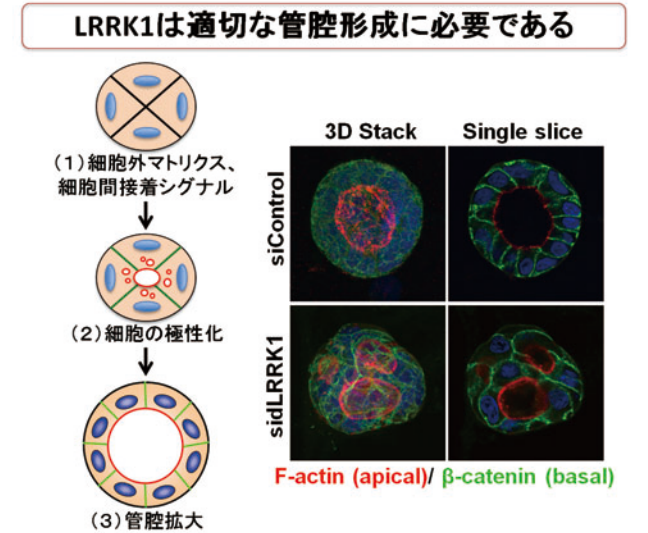 LRRK1は適切な管腔形成に必要である
(1)細胞外マトリクス、
細胞間接着シグナル
(2)細胞の極性化
(3)管腔拡大
3D Stack
Single slice
siControl
sidLRRK1
F-actin (apical)/ β-catenin (basal)